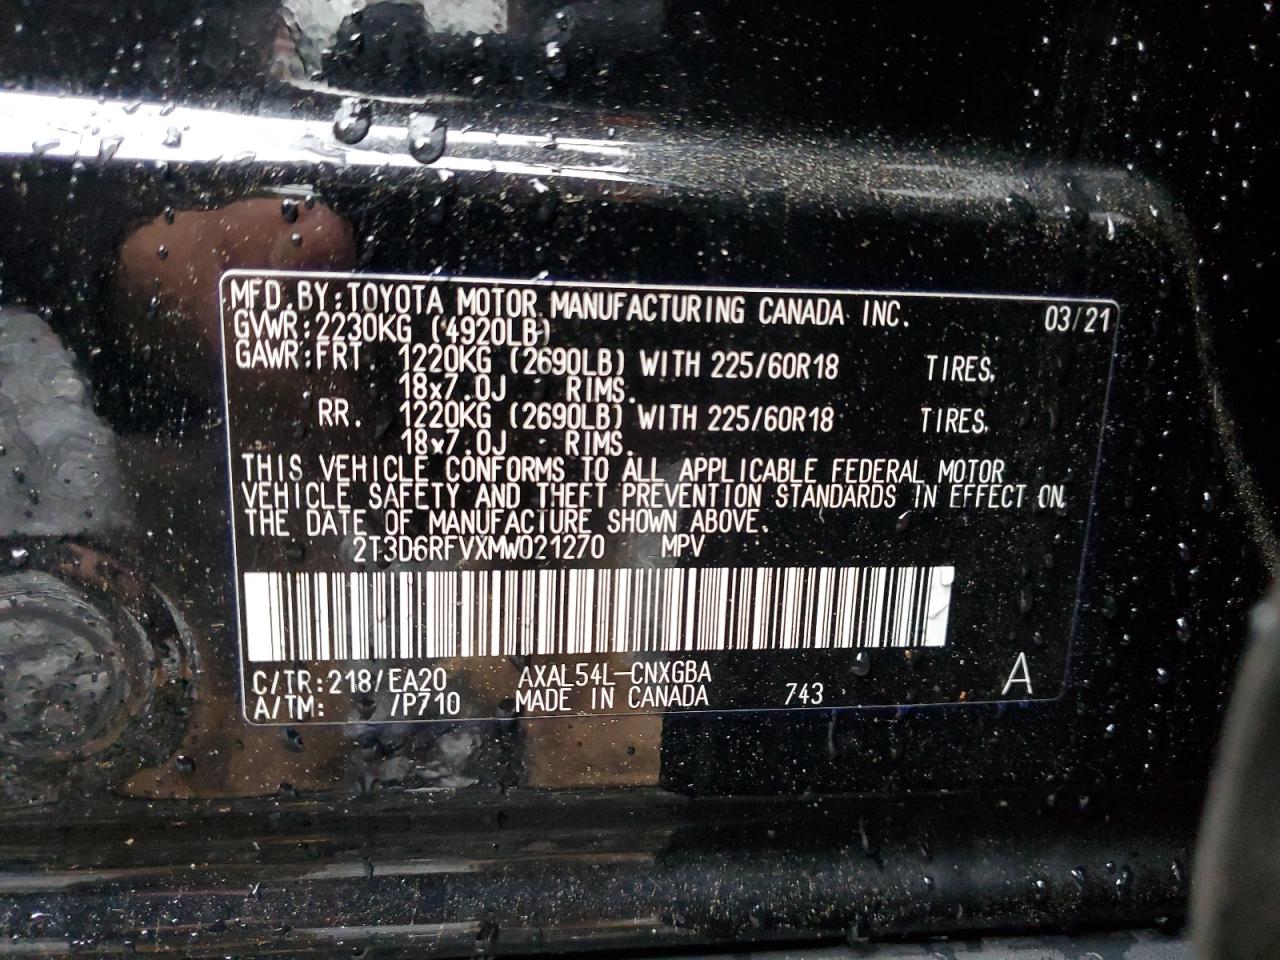 MFD.BY:TOYOTA MOTOR MANUFACTURING CANADA INC. 03/21
GVWR:2230KG (4920LB)
GAWR:FRT. 1220KG (2690LB) WITH 225/60R18 TIRES,
18x7.0J RIMS.
RR. 1220KG (2690LB) WITH 225/60R18 TIRES,
18x7.0J RIMS.
THIS VEHICLE CONFORMS TO ALL APPLICABLE FEDERAL MOTOR
VEHICLE SAFETY AND THEFT PREVENTION STANDARDS IN EFFECT ON
THE DATE OF MANUFACTURE SHOWN ABOVE.
2T3D6RFVXMW021270 MPV
C/TR:218/EA20 AXAL54L-CNXGBA
A/TM: /P710 MADE IN CANADA 743 A